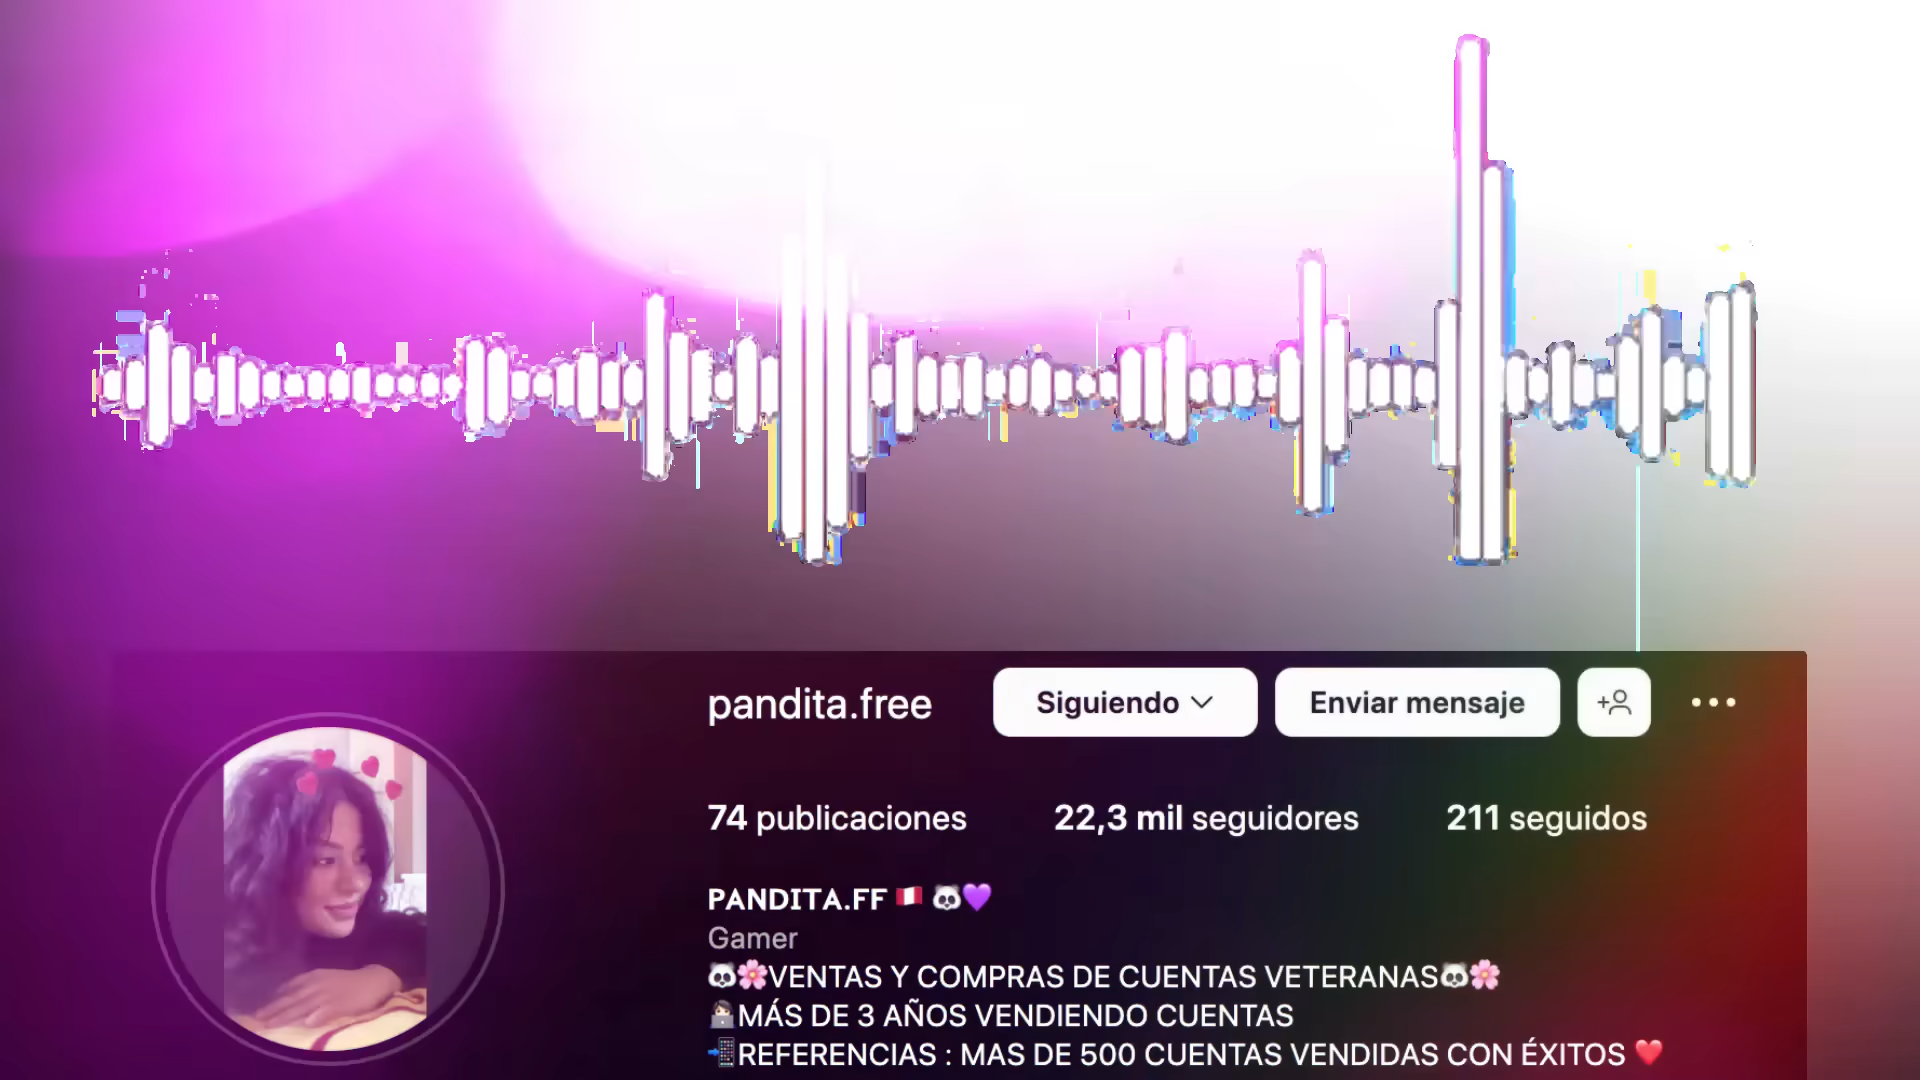 pandita.free Siguiendo Enviar mensaje
74 publicaciones 22,3 mil seguidores 211 seguidos
PANDITA.FF 🇵🇪 🐼💜
Gamer
🐼🌸VENTAS Y COMPRAS DE CUENTAS VETERANAS🐼🌸
👩🏻‍💻MÁS DE 3 AÑOS VENDIENDO CUENTAS
📲REFERENCIAS : MAS DE 500 CUENTAS VENDIDAS CON ÉXITOS ❤️